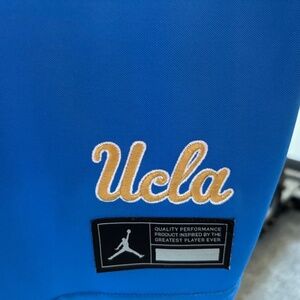 Ucla
QUALITY PERFORMANCE
PRODUCT INSPIRED BY THE
GREATEST PLAYER EVER.